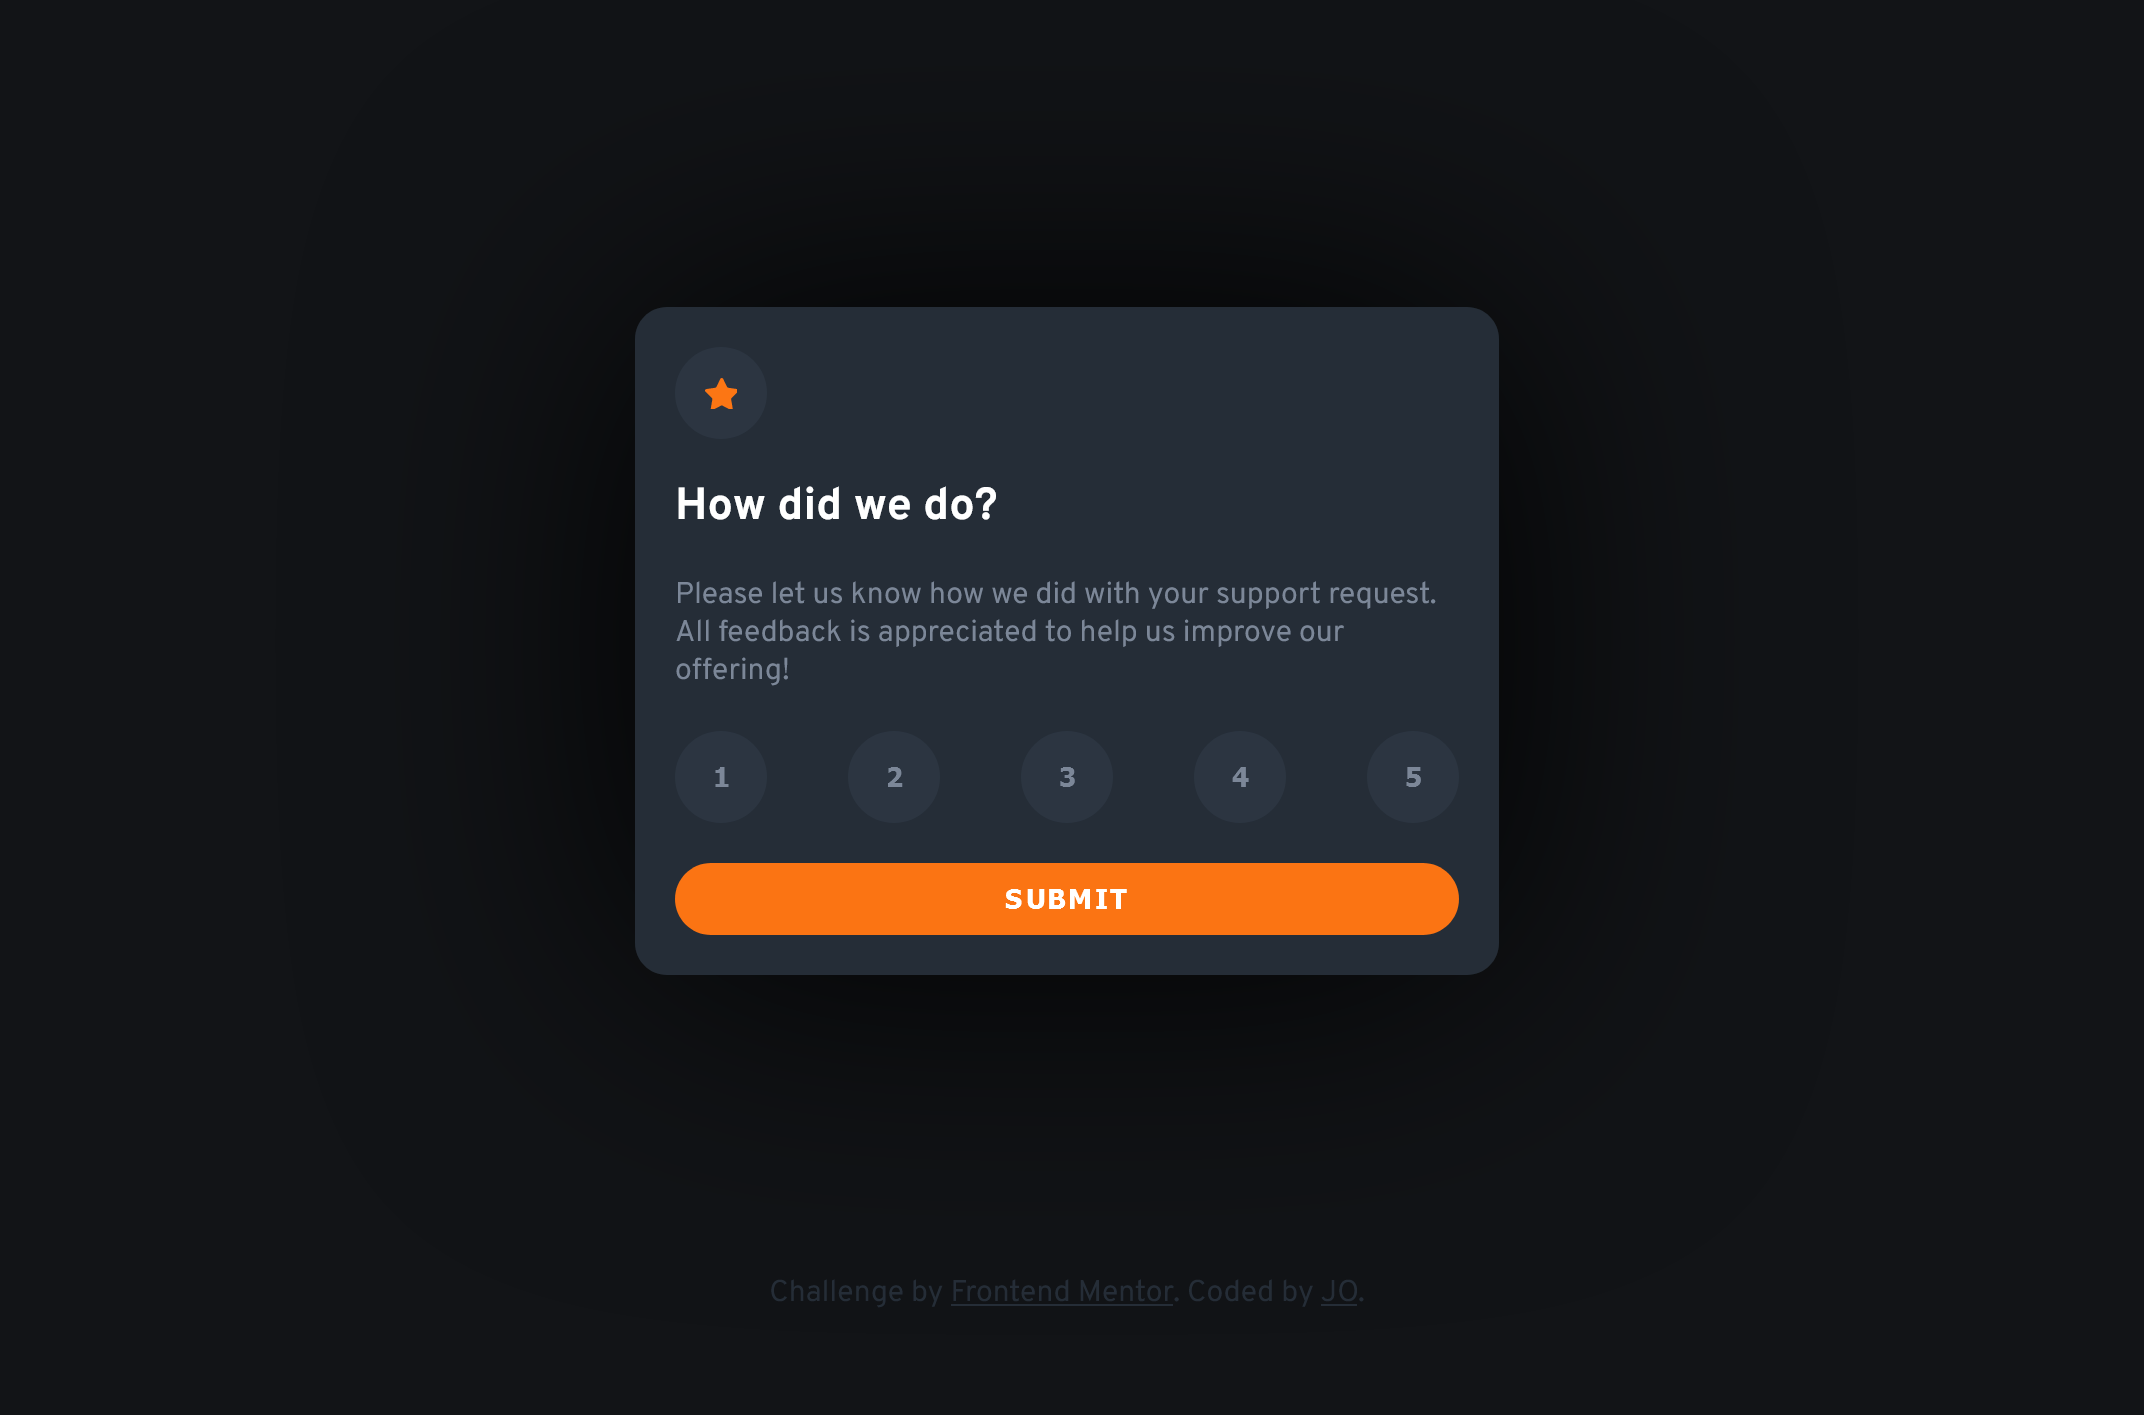 How did we do?
Please let us know how we did with your support request.
All feedback is appreciated to help us improve our
offering!
1 2 3 4 5
SUBMIT
Challenge by Frontend Mentor. Coded by JO.